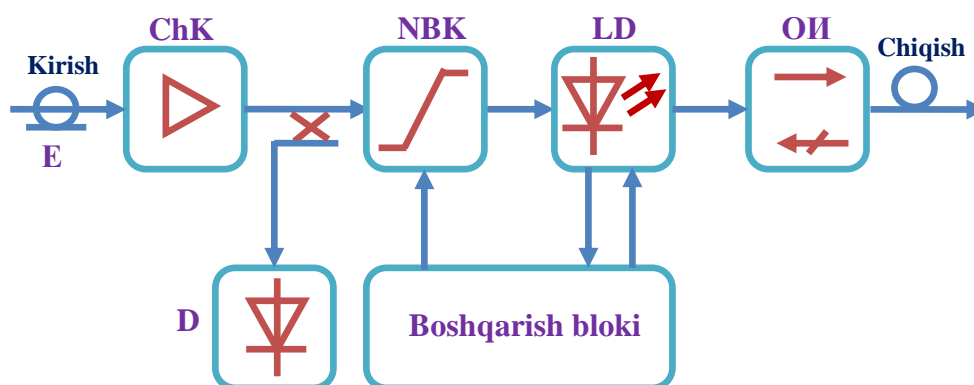 ChK
NBK
LD
ОИ
Kirish
Chiqish
E
D
Boshqarish bloki